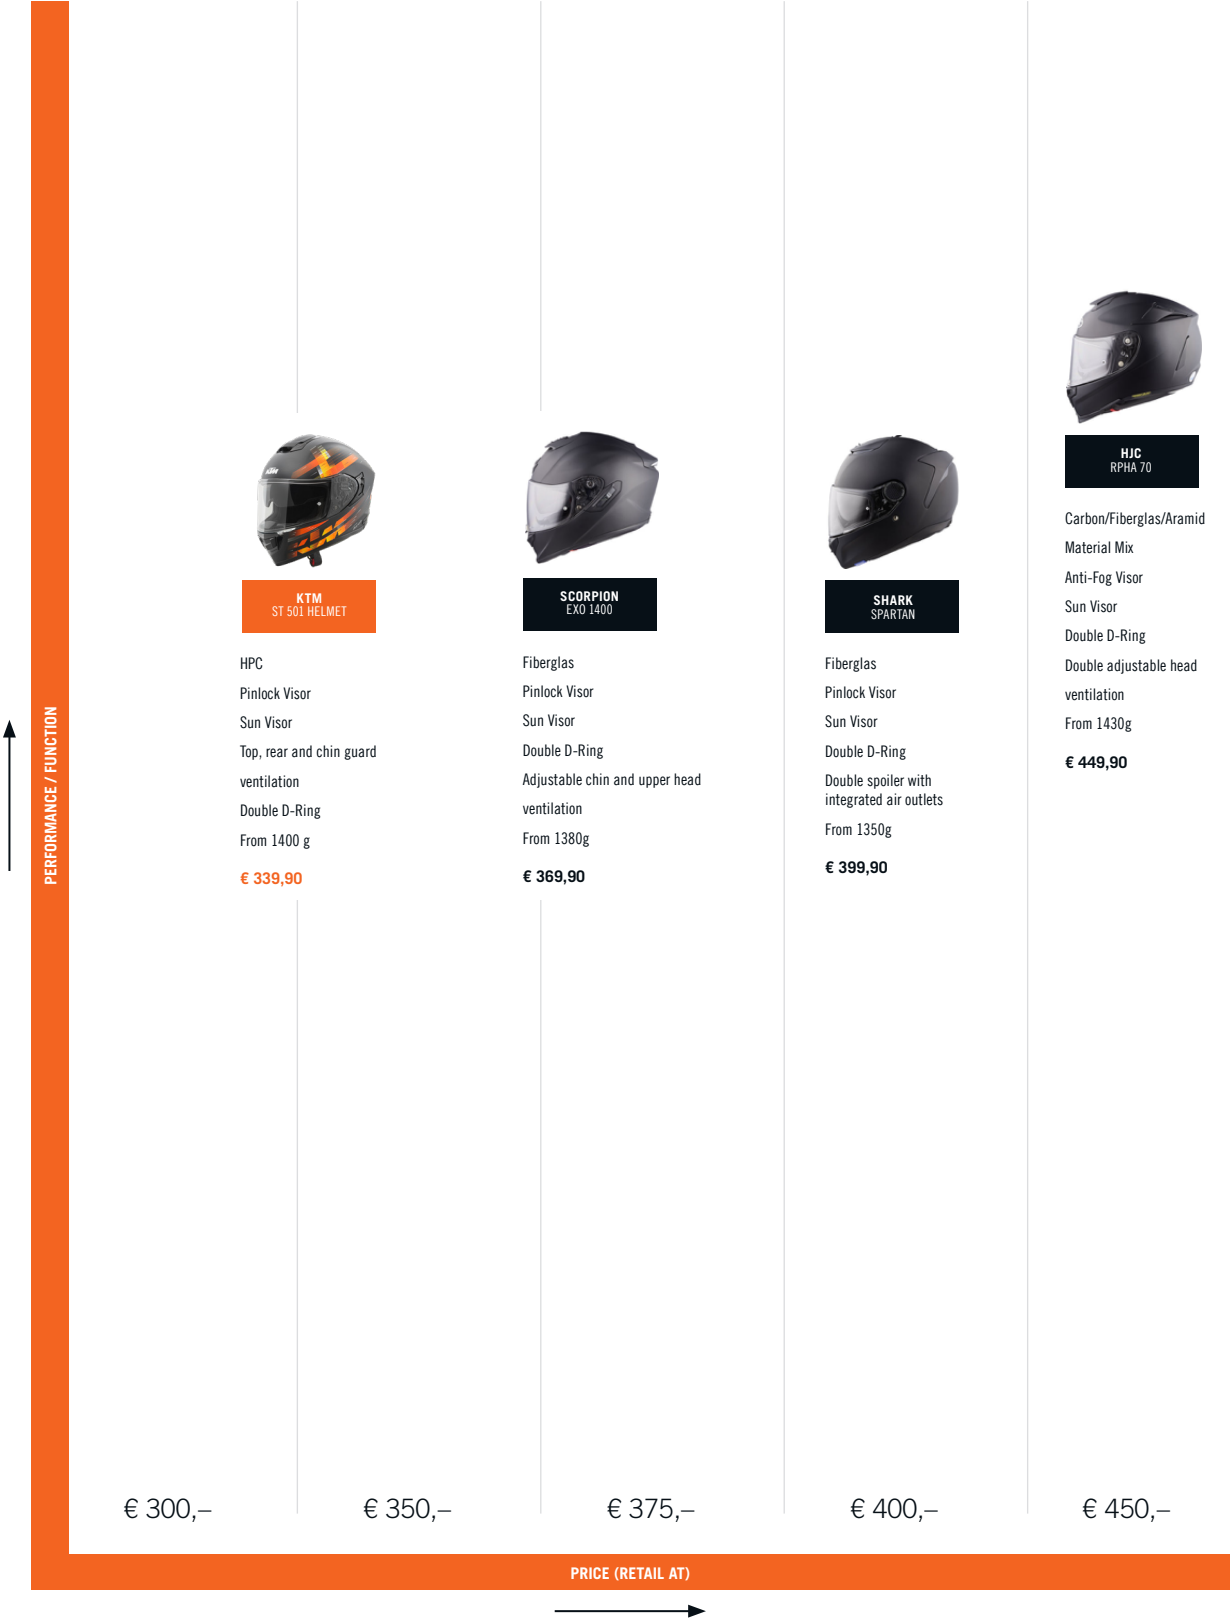 PERFORMANCE / FUNCTION
KTM
KTM
ST 501 HELMET
HPC
Pinlock Visor
Sun Visor
Top, rear and chin guard
ventilation
Double D-Ring
From 1400 g
€ 339,90
SCORPION
EXO 1400
Fiberglas
Pinlock Visor
Sun Visor
Double D-Ring
Adjustable chin and upper head
ventilation
From 1380g
€ 369,90
SHARK
SPARTAN
Fiberglas
Pinlock Visor
Sun Visor
Double D-Ring
Double spoiler with
integrated air outlets
From 1350g
€ 399,90
HJC
RPHA 70
Carbon/Fiberglas/Aramid
Material Mix
Anti-Fog Visor
Sun Visor
Double D-Ring
Double adjustable head
ventilation
From 1430g
€ 449,90
€ 300,–
€ 350,–
€ 375,–
€ 400,–
€ 450,–
PRICE (RETAIL AT)